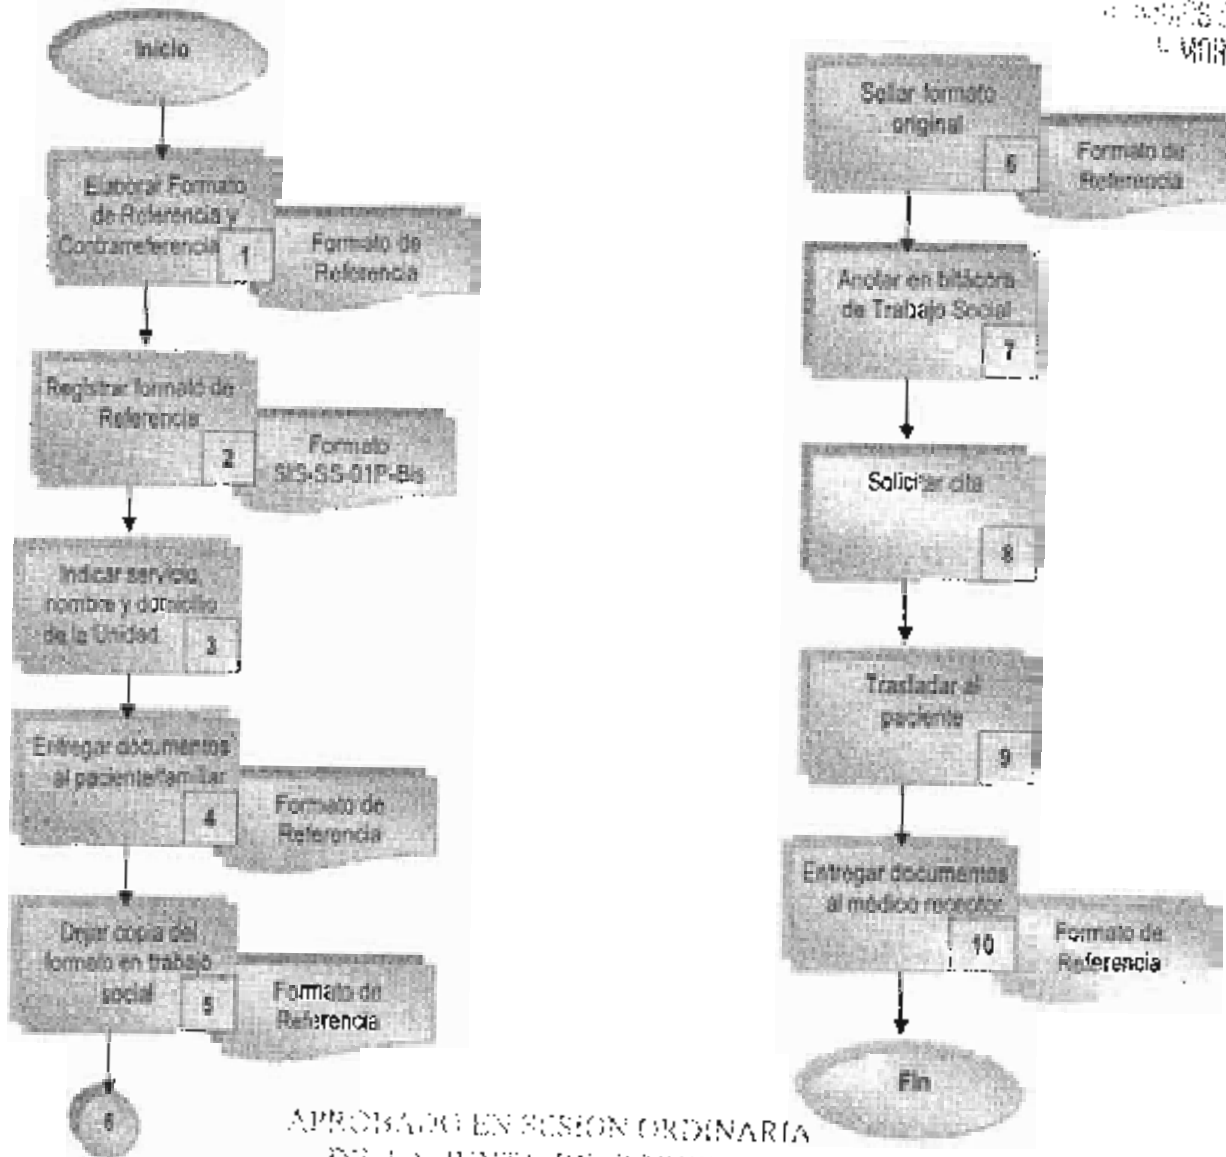 Inicio
Elaborar Formato
de Referencia y
Contrarreferencia
1
Formato de
Referencia
Registrar formato de
Referencia
2
Formato
SIS-SS-01P-Bis
Indicar servicio,
nombre y domicilio
de la Unidad
3
Entregar documentos
al paciente/familiar
4
Formato de
Referencia
Dejar copia del
formato en trabajo
social
5
Formato de
Referencia
6
Sellar formato
original
6
Formato de
Referencia
Anotar en bitácora
de Trabajo Social
7
Solicitar cita
8
Trasladar al
paciente
9
Entregar documentos
al médico receptor
10
Formato de
Referencia
Fin
APROBADO EN SESION ORDINARIA
DE LA JUNTA DE